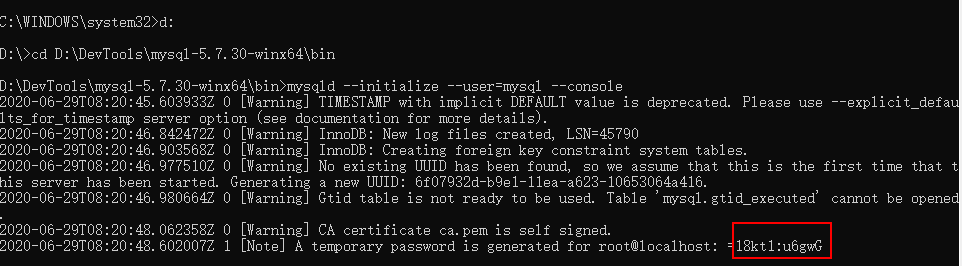 C:\WINDOWS\system32>d:
D:\>cd D:\DevTools\mysql-5.7.30-winx64\bin
D:\DevTools\mysql-5.7.30-winx64\bin>mysqld --initialize --user=mysql --console
2020-06-29T08:20:45.603933Z 0 [Warning] TIMESTAMP with implicit DEFAULT value is deprecated. Please use --explicit_defau
lts_for_timestamp server option (see documentation for more details).
2020-06-29T08:20:46.842472Z 0 [Warning] InnoDB: New log files created, LSN=45790
2020-06-29T08:20:46.903568Z 0 [Warning] InnoDB: Creating foreign key constraint system tables.
2020-06-29T08:20:46.977510Z 0 [Warning] No existing UUID has been found, so we assume that this is the first time that t
his server has been started. Generating a new UUID: 6f07932d-b9e1-11ea-a623-10653064a416.
2020-06-29T08:20:46.980664Z 0 [Warning] Gtid table is not ready to be used. Table 'mysql.gtid_executed' cannot be opened
.
2020-06-29T08:20:48.062358Z 0 [Warning] CA certificate ca.pem is self signed.
2020-06-29T08:20:48.602007Z 1 [Note] A temporary password is generated for root@localhost: =18ktl:u6gwG